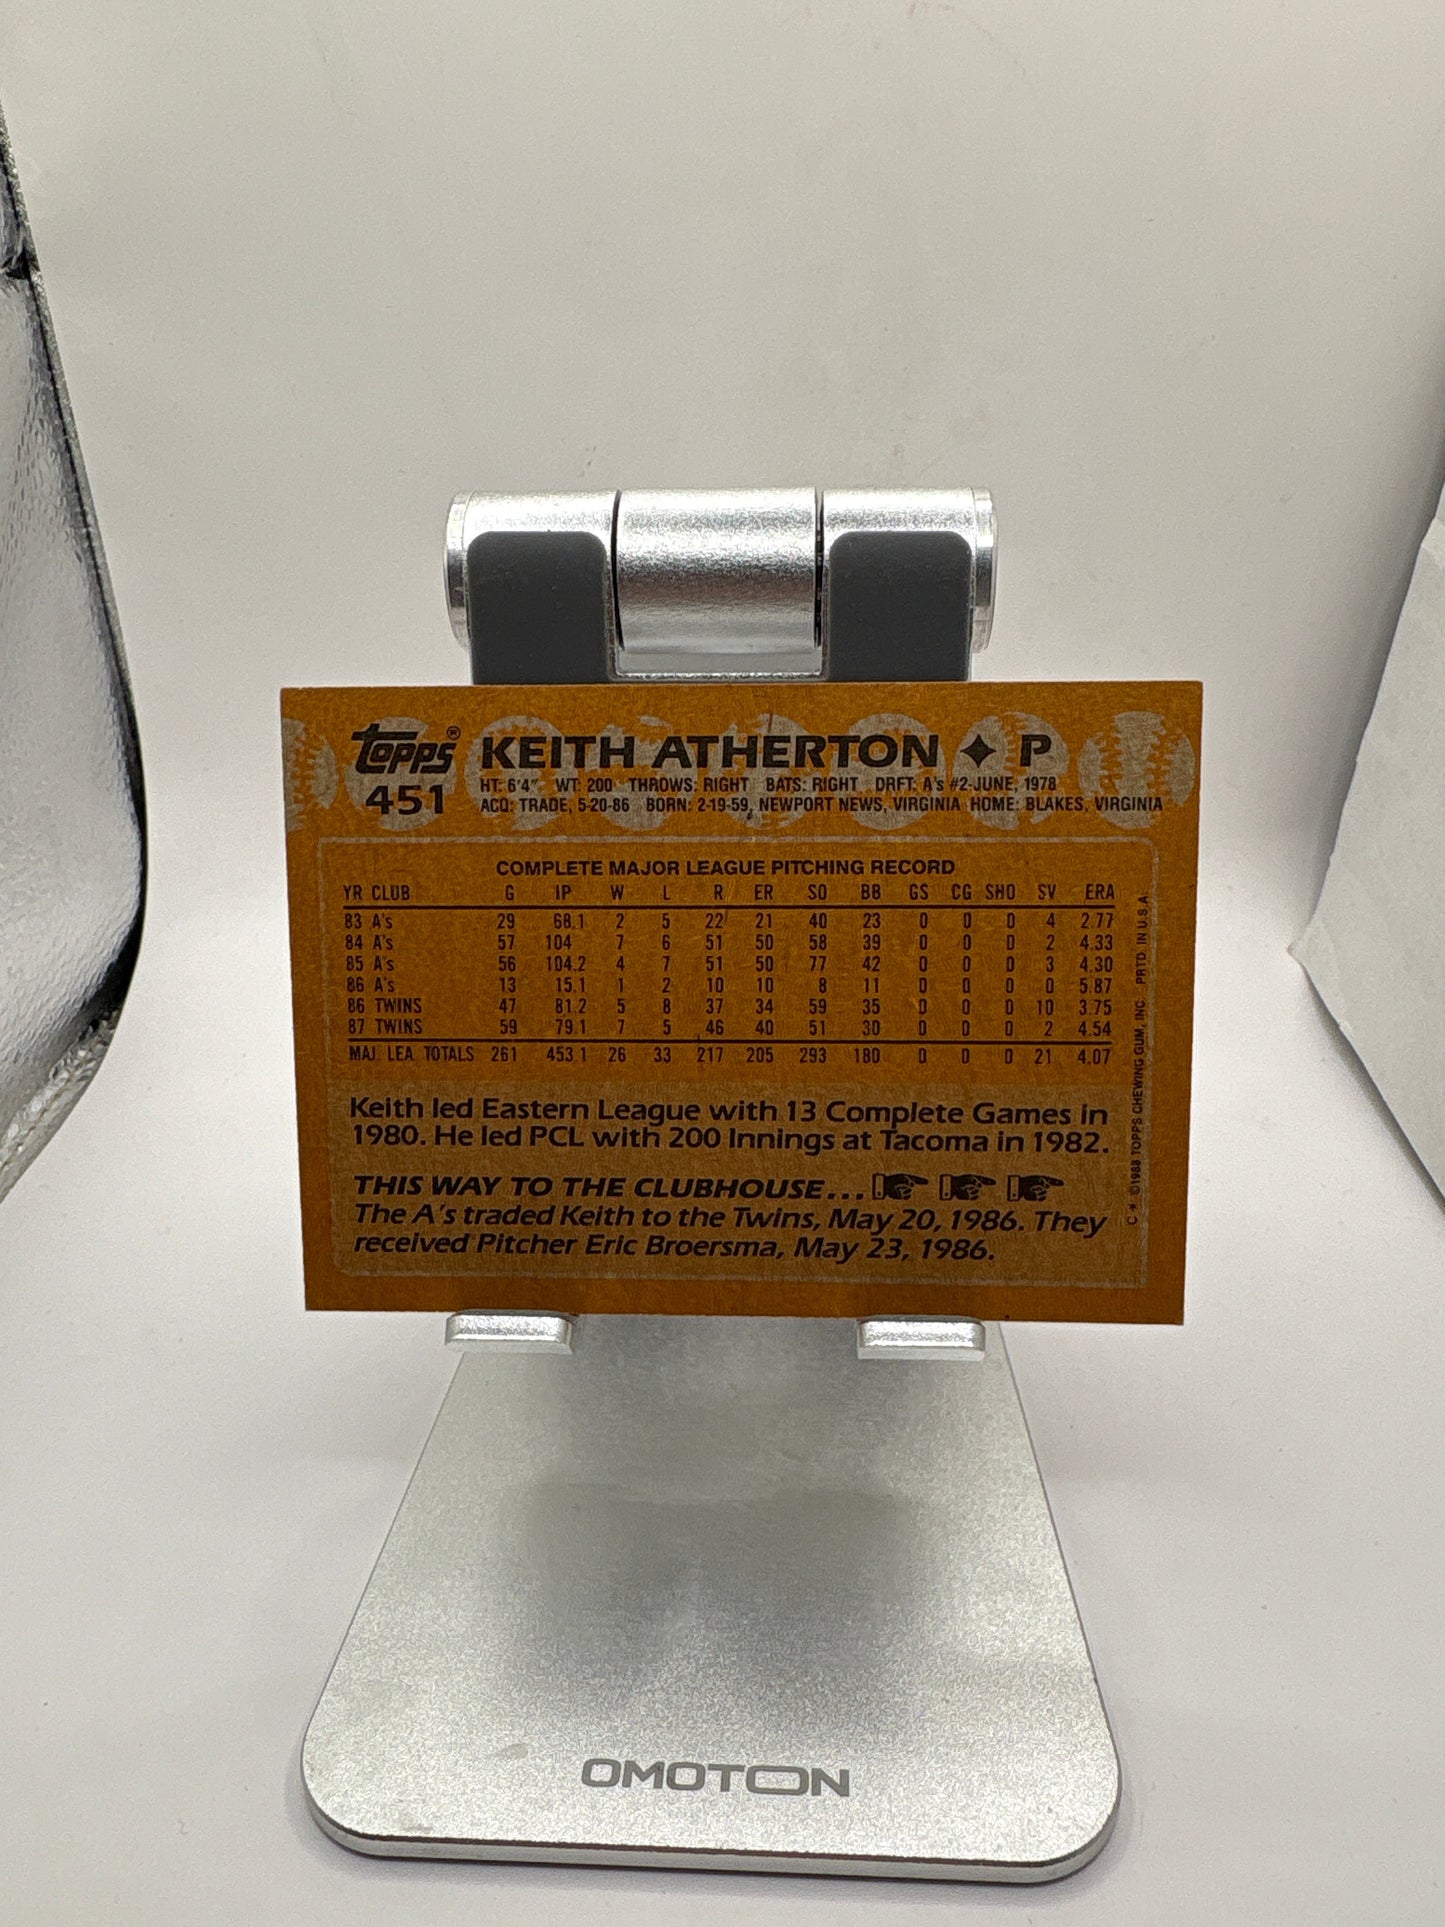 Topps® KEITH ATHERTON ✦ P
451 HT: 6'4" WT: 200 THROWS: RIGHT BATS: RIGHT DRFT: A's #2-JUNE, 1978
ACQ: TRADE, 5-20-86 BORN: 2-19-59, NEWPORT NEWS, VIRGINIA HOME: BLAKES, VIRGINIA
COMPLETE MAJOR LEAGUE PITCHING RECORD
YR CLUB G IP W L R ER SO BB GS CG SHO SV ERA
83 A's 29 68.1 2 5 22 21 40 23 0 0 0 4 2.77
84 A's 57 104 7 6 51 50 58 39 0 0 0 2 4.33
85 A's 56 104.2 4 7 51 50 77 42 0 0 0 3 4.30
86 A's 13 15.1 1 2 10 10 8 11 0 0 0 0 5.87
86 TWINS 47 81.2 5 8 37 34 59 35 0 0 0 10 3.75
87 TWINS 59 79.1 7 5 46 40 51 30 0 0 0 2 4.54
MAJ. LEA. TOTALS 261 453.1 26 33 217 205 293 180 0 0 0 21 4.07
Keith led Eastern League with 13 Complete Games in
1980. He led PCL with 200 Innings at Tacoma in 1982.
THIS WAY TO THE CLUBHOUSE...
The A's traded Keith to the Twins, May 20, 1986. They
received Pitcher Eric Broersma, May 23, 1986.
C* ©1988 TOPPS CHEWING GUM, INC. PRTD. IN U.S.A.
OMOTON